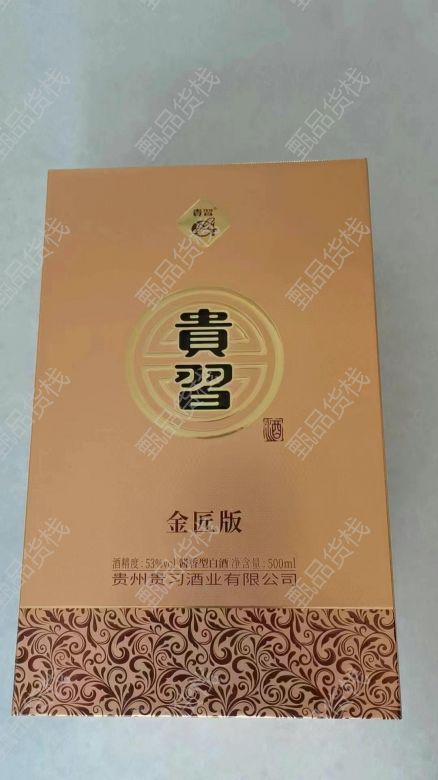 貴習
貴
習
酒
金匠版
酒精度:53%vol 酱香型白酒 净含量:500ml
贵州贵习酒业有限公司
甄品货栈